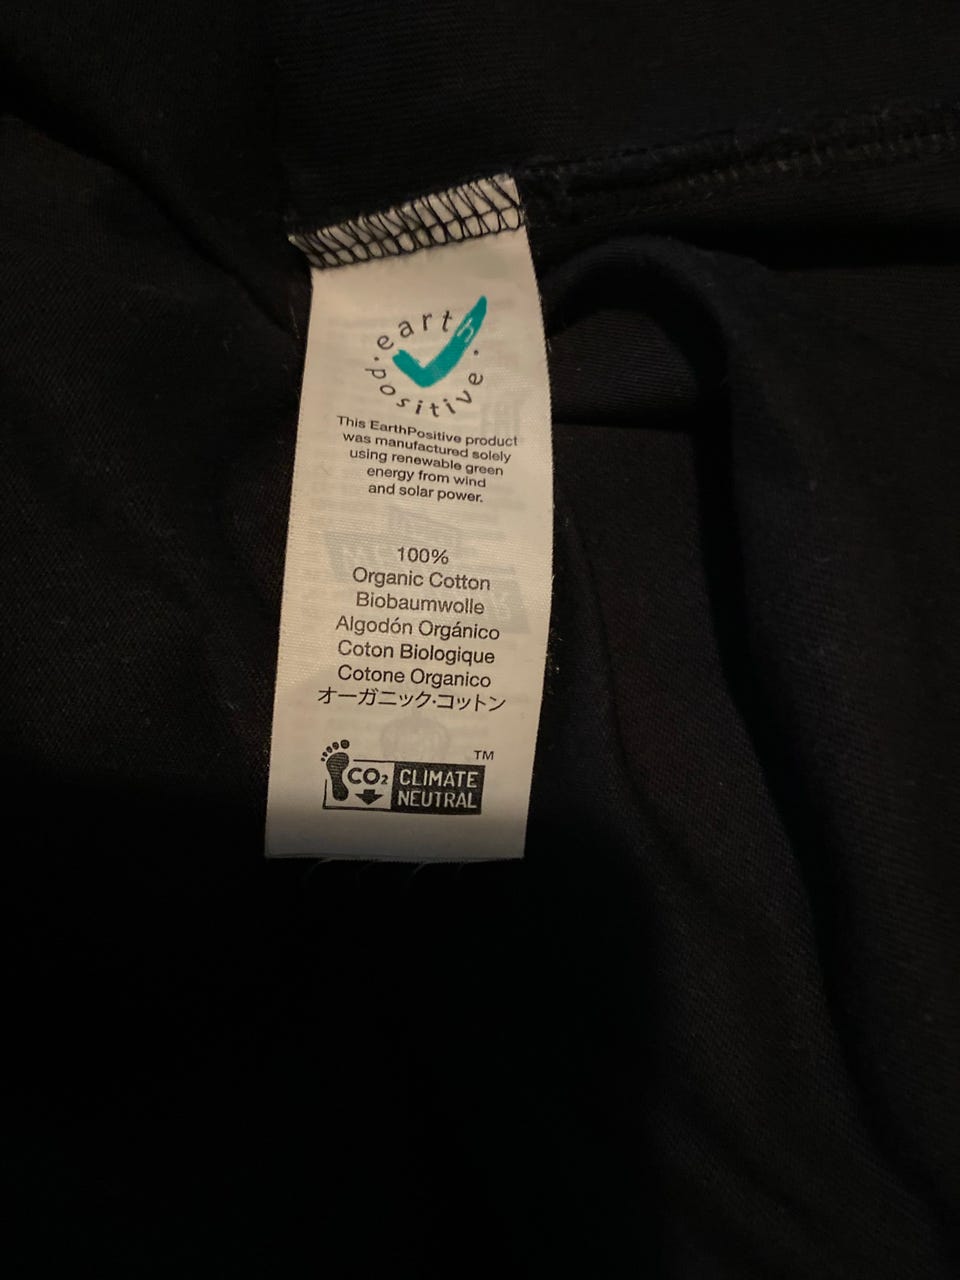 earth
positive
This EarthPositive product
was manufactured solely
using renewable green
energy from wind
and solar power.
100%
Organic Cotton
Biobaumwolle
Algodón Orgánico
Coton Biologique
Cotone Organico
オーガニック・コットン
TM
CO₂ CLIMATE
NEUTRAL